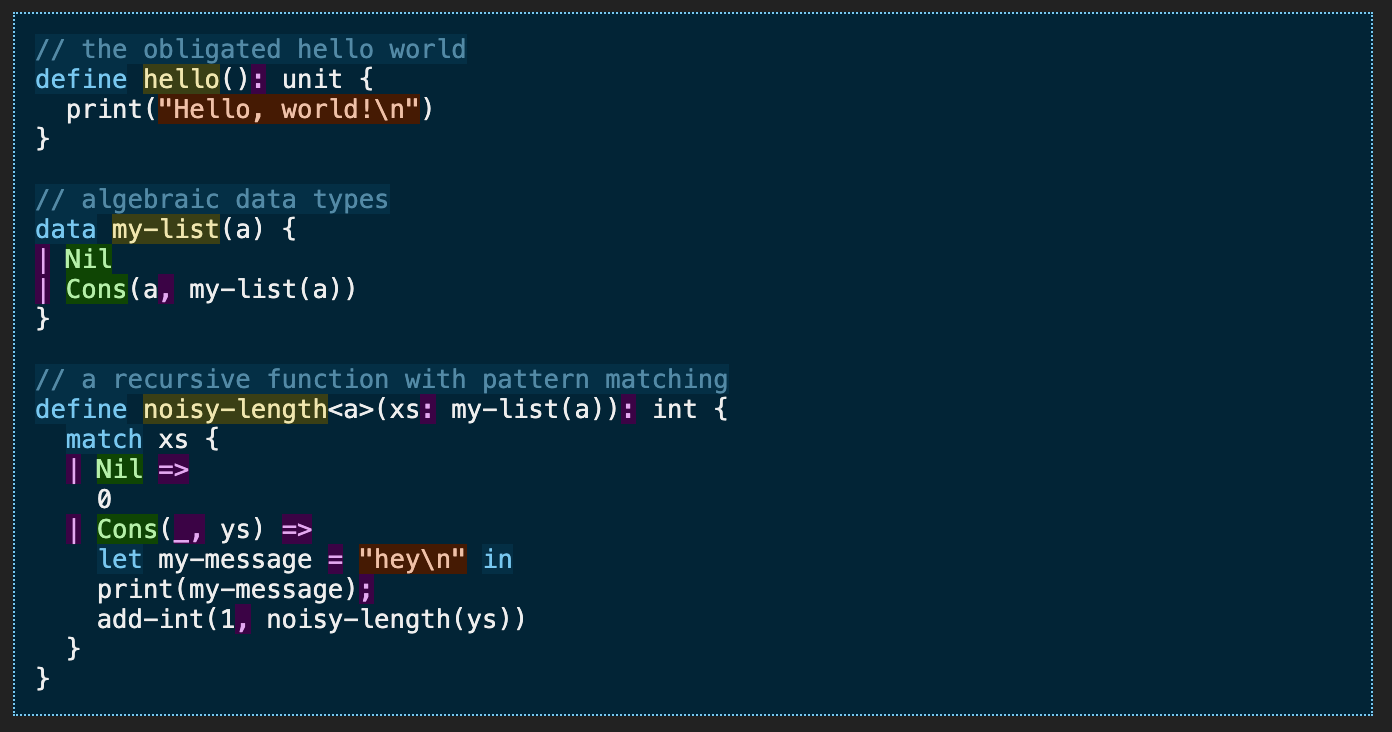 // the obligated hello world
define hello(): unit {
  print("Hello, world!\n")
}

// algebraic data types
data my-list(a) {
| Nil
| Cons(a, my-list(a))
}

// a recursive function with pattern matching
define noisy-length<a>(xs: my-list(a)): int {
  match xs {
  | Nil =>
    0
  | Cons(_, ys) =>
    let my-message = "hey\n" in
    print(my-message);
    add-int(1, noisy-length(ys))
  }
}